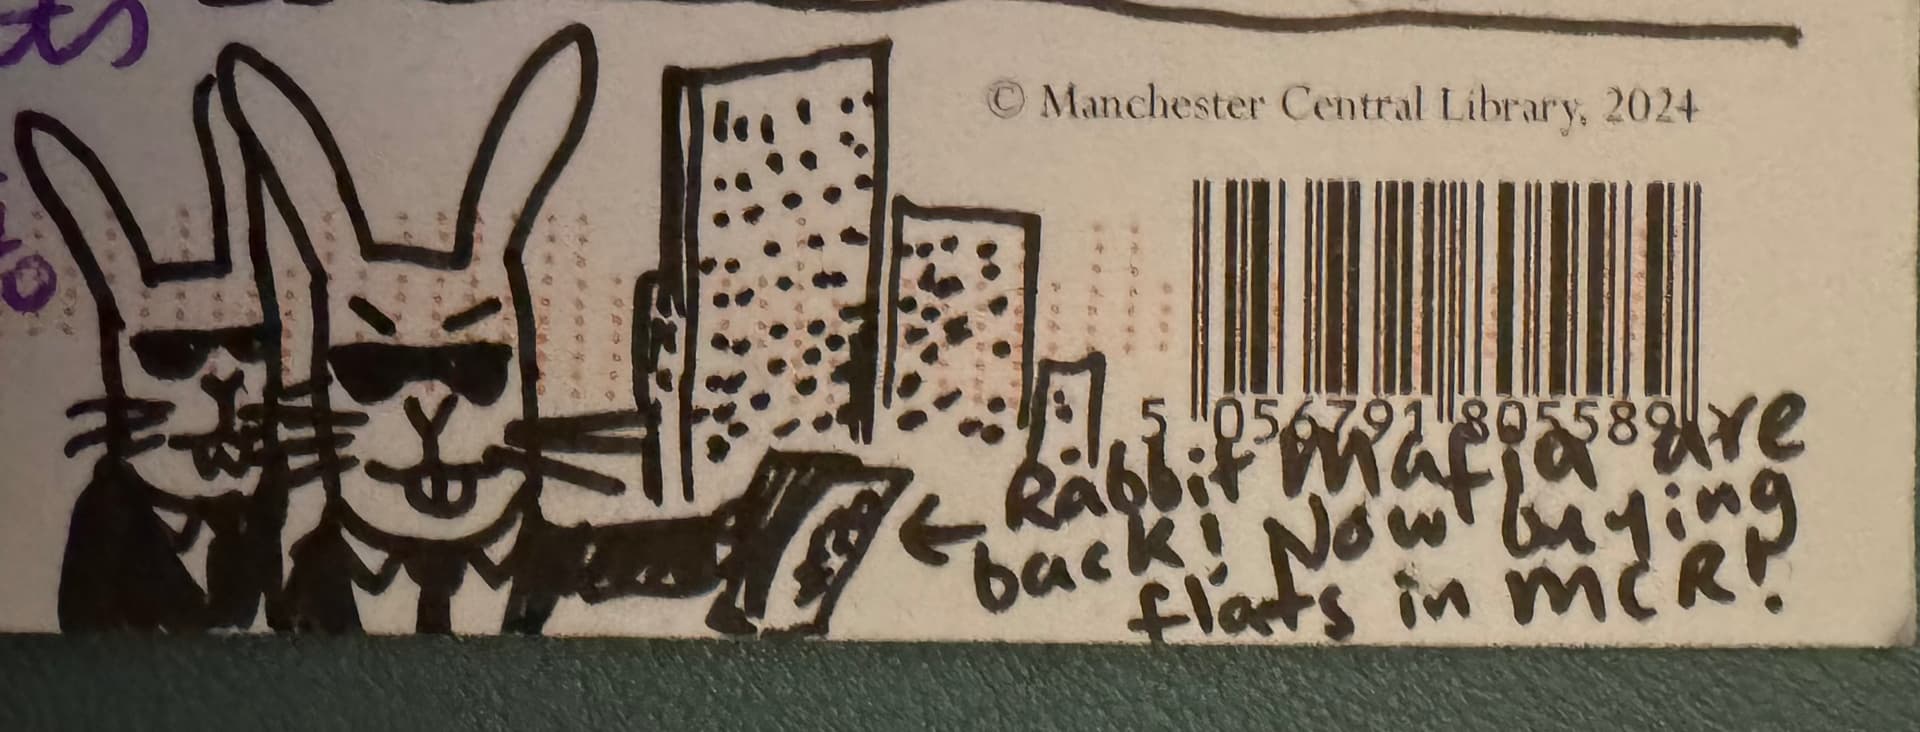 © Manchester Central Library, 2024
5 056791 805589
Rabbit Mafia are
back! Now buying
flats in MCR!